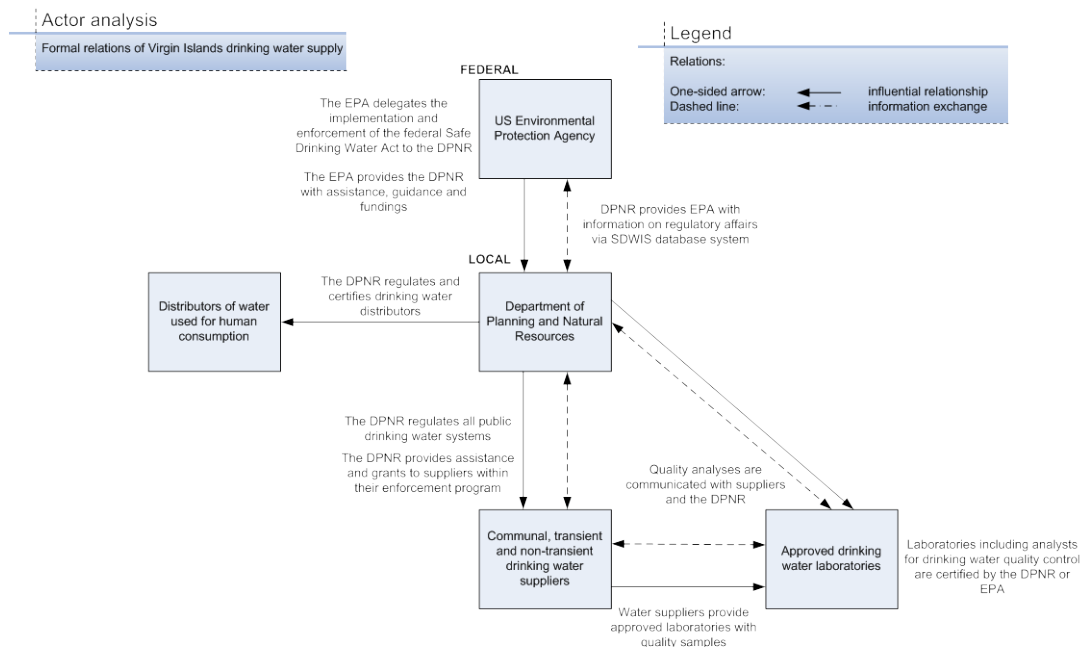 Actor analysis
Formal relations of Virgin Islands drinking water supply
Legend
Relations:
One-sided arrow: influential relationship
Dashed line: information exchange
FEDERAL
The EPA delegates the
implementation and
enforcement of the federal Safe
Drinking Water Act to the DPNR
The EPA provides the DPNR
with assistance, guidance and
fundings
US Environmental
Protection Agency
DPNR provides EPA with
information on regulatory affairs
via SDWIS database system
LOCAL
Distributors of water
used for human
consumption
The DPNR regulates and
certifies drinking water
distributors
Department of
Planning and Natural
Resources
The DPNR regulates all public
drinking water systems
The DPNR provides assistance
and grants to suppliers within
their enforcement program
Quality analyses are
communicated with suppliers
and the DPNR
Communal, transient
and non-transient
drinking water
suppliers
Approved drinking
water laboratories
Laboratories including analysts
for drinking water quality control
are certified by the DPNR or
EPA
Water suppliers provide
approved laboratories with
quality samples